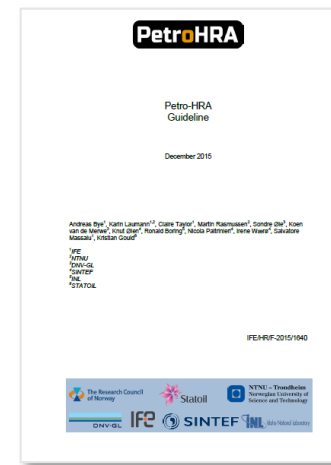 PetroHRA
Petro-HRA
Guideline
December 2015
Andreas Bye¹, Karin Laumann¹·², Claire Taylor¹, Martin Rasmussen², Sondre Øie³, Koen
van de Merwe³, Knut Øien⁴, Ronald Boring⁵, Nicola Paltrinieri⁴, Irene Wærø⁴, Salvatore
Massaiu¹, Kristian Gould⁶
¹IFE
²NTNU
³DNV-GL
⁴SINTEF
⁵INL
⁶STATOIL
IFE/HR/F-2015/1640
The Research Council
of Norway
Statoil
NTNU – Trondheim
Norwegian University of
Science and Technology
DNV·GL
IFE
SINTEF
INL
Idaho National Laboratory